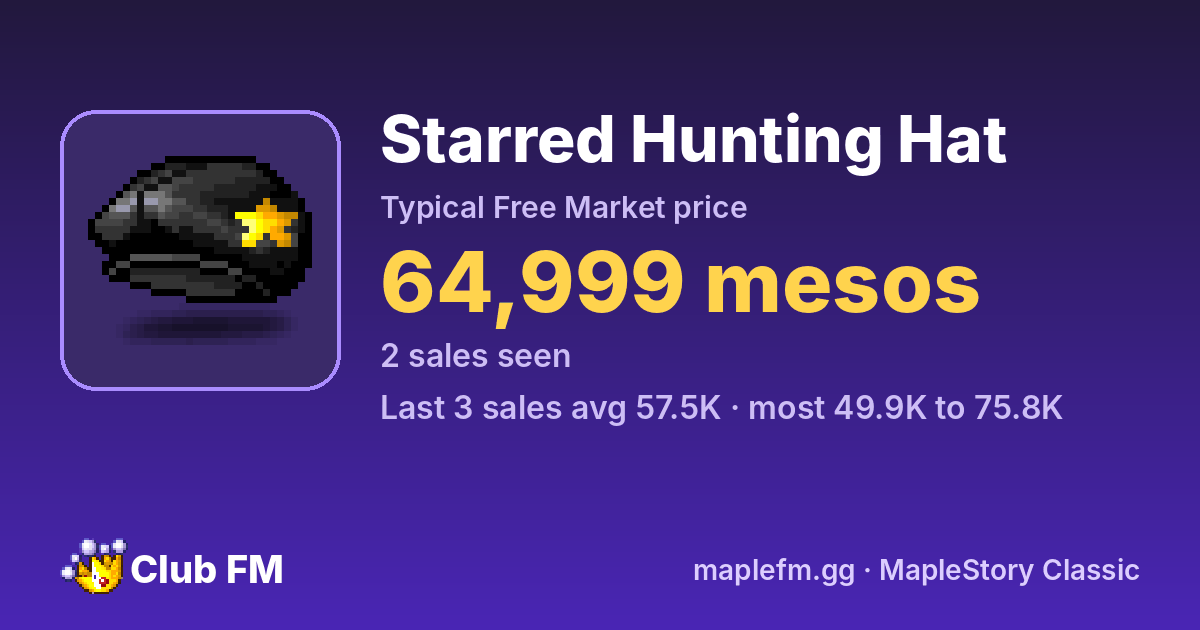 Starred Hunting Hat
Typical Free Market price
64,999 mesos
2 sales seen
Last 3 sales avg 57.5K · most 49.9K to 75.8K
Club FM
maplefm.gg · MapleStory Classic